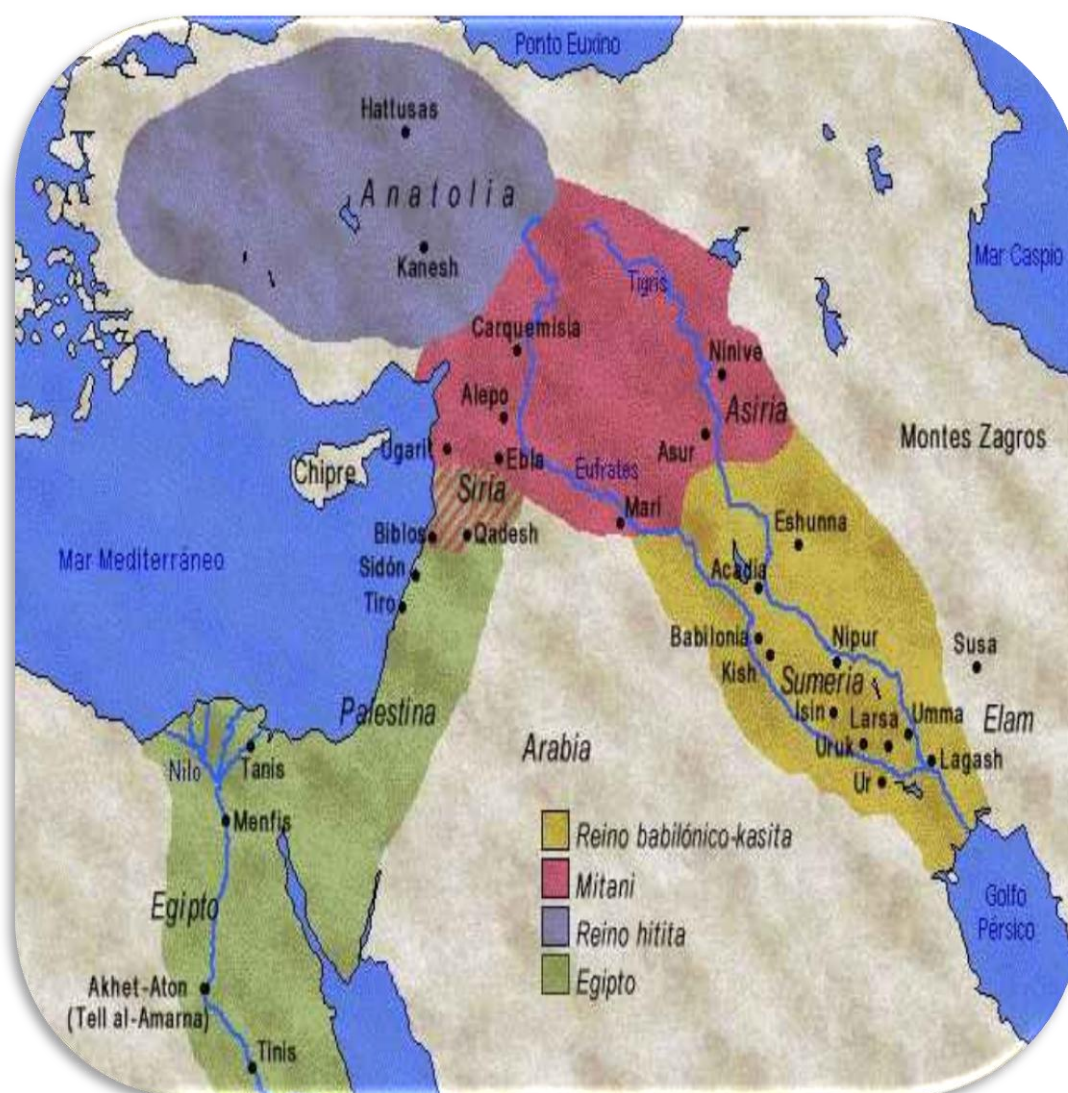 Ponto Euxino
Hattusas
Anatolia
Kanesh
Mar Caspio
Tigris
Carquemisia
Ninive
Alepo
Asiria
Montes Zagros
Asur
Ugarit
Ebla
Chipre
Eufrates
Siria
Mari
Eshunna
Biblos
Qadesh
Mar Mediterráneo
Sidón
Acadia
Tiro
Babilonia
Nipur
Susa
Kish
Sumeria
Palestina
Isin
Larsa
Umma
Elam
Arabia
Uruk
Lagash
Nilo
Tanis
Ur
Menfis
Reino babilónico-kasita
Mitani
Reino hitita
Egipto
Egipto
Golfo
Pérsico
Akhet-Aton
(Tell al-Amarna)
Tinis